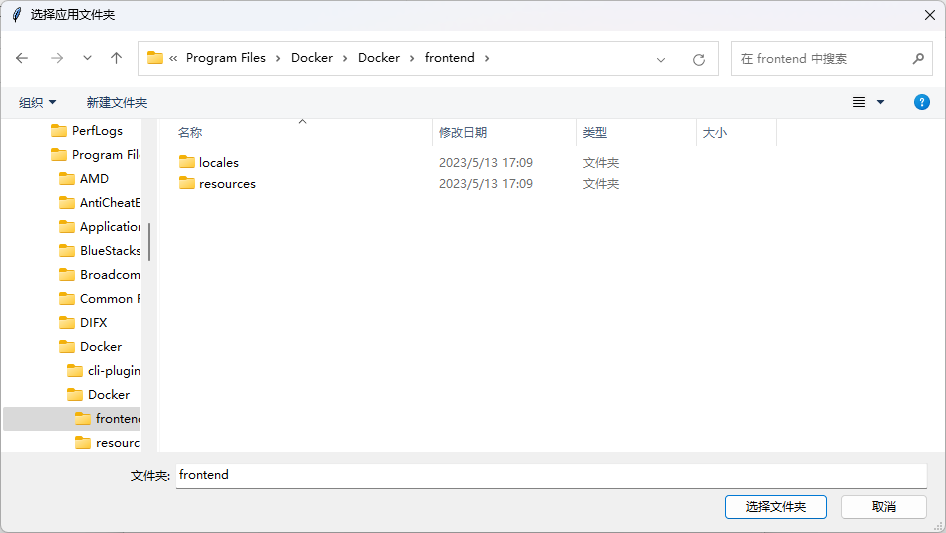 选择应用文件夹
« Program Files › Docker › Docker › frontend ›
在 frontend 中搜索
组织
新建文件夹
?
名称 修改日期 类型 大小
locales 2023/5/13 17:09 文件夹
resources 2023/5/13 17:09 文件夹
PerfLogs
Program Fil
AMD
AntiCheatE
Application
BlueStacks
Broadcom
Common F
DIFX
Docker
cli-plugin
Docker
frontend
resourc
文件夹: frontend
选择文件夹 取消